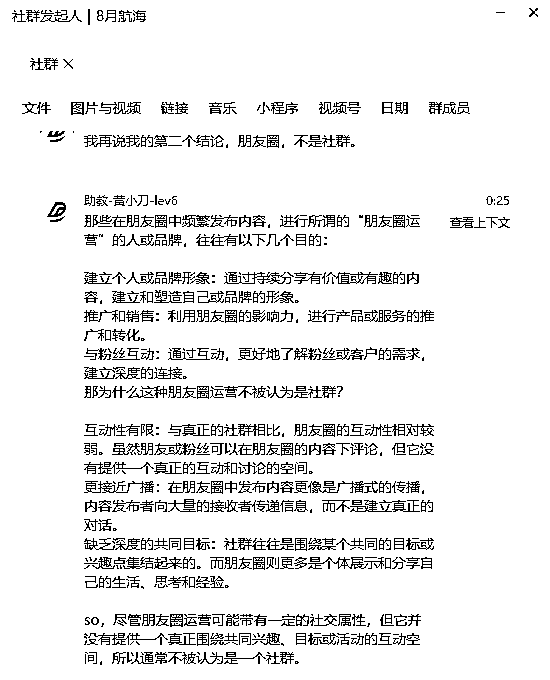 社群发起人 | 8月航海
社群
文件 图片与视频 链接 音乐 小程序 视频号 日期 群成员
我再说我的第二个结论，朋友圈，不是社群。
助教-黄小刀-lev6 0:25
那些在朋友圈中频繁发布内容，进行所谓的“朋友圈运 查看上下文
营”的人或品牌，往往有以下几个目的：
建立个人或品牌形象：通过持续分享有价值或有趣的内
容，建立和塑造自己或品牌的形象。
推广和销售：利用朋友圈的影响力，进行产品或服务的推
广和转化。
与粉丝互动：通过互动，更好地了解粉丝或客户的需求，
建立深度的连接。
那为什么这种朋友圈运营不被认为是社群？
互动性有限：与真正的社群相比，朋友圈的互动性相对较
弱。虽然朋友或粉丝可以在朋友圈的内容下评论，但它没
有提供一个真正的互动和讨论的空间。
更接近广播：在朋友圈中发布内容更像是广播式的传播，
内容发布者向大量的接收者传递信息，而不是建立真正的
对话。
缺乏深度的共同目标：社群往往是围绕某个共同的目标或
兴趣点集结起来的。而朋友圈则更多是个体展示和分享自
己的生活、思考和经验。
so，尽管朋友圈运营可能带有一定的社交属性，但它并
没有提供一个真正围绕共同兴趣、目标或活动的互动空
间，所以通常不被认为是一个社群。